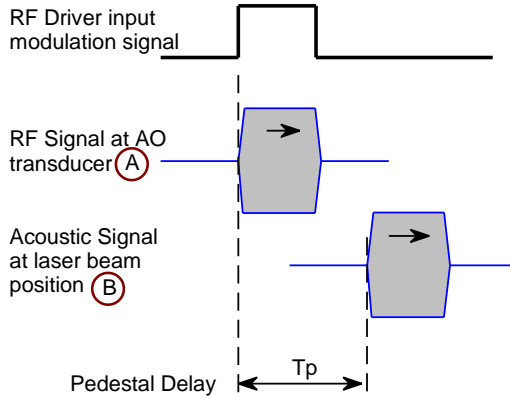 RF Driver input
modulation signal
RF Signal at AO
transducer A
Acoustic Signal
at laser beam
position B
Pedestal Delay Tp